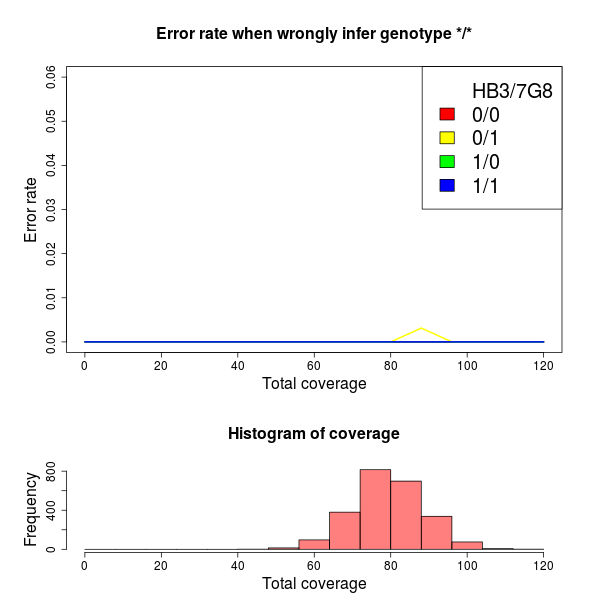 Error rate when wrongly infer genotype */*
Error rate
0.06
0.05
0.04
0.03
0.02
0.01
0.00
HB3/7G8
0/0
0/1
1/0
1/1
0 20 40 60 80 100 120
Total coverage
Histogram of coverage
Frequency
800
400
0
0 20 40 60 80 100 120
Total coverage